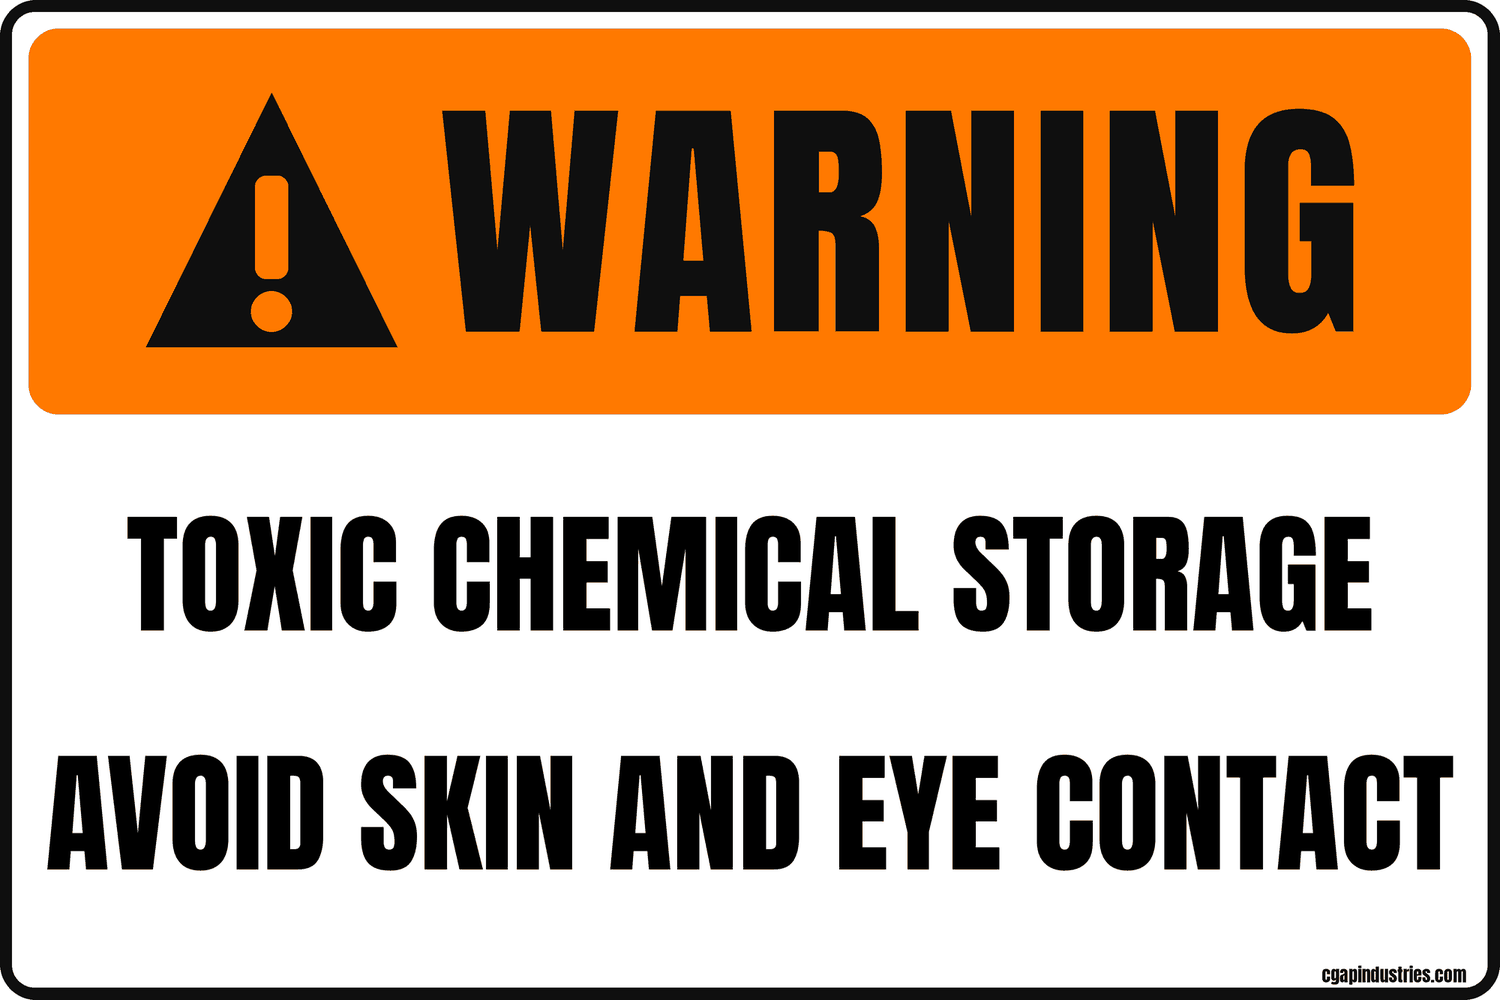 WARNING
TOXIC CHEMICAL STORAGE
AVOID SKIN AND EYE CONTACT
cgapindustries.com